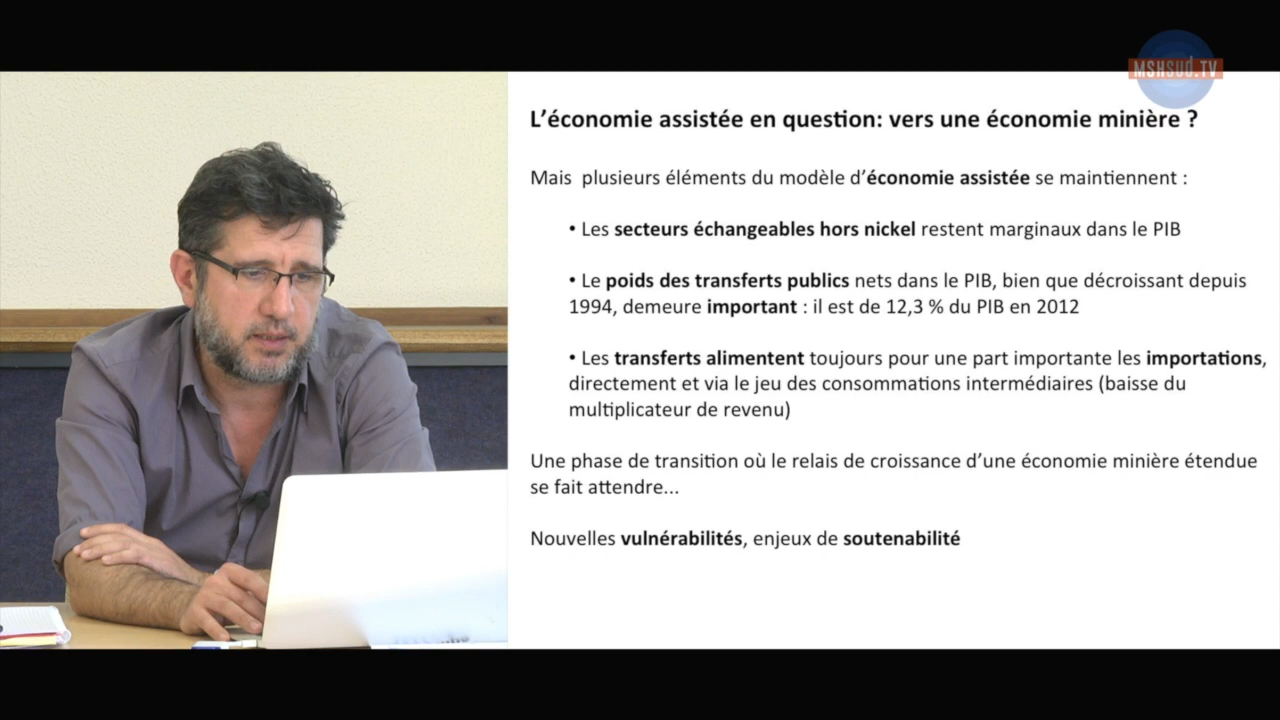 MSHSUD.TV
L'économie assistée en question: vers une économie minière ?
Mais plusieurs éléments du modèle d'économie assistée se maintiennent :
• Les secteurs échangeables hors nickel restent marginaux dans le PIB
• Le poids des transferts publics nets dans le PIB, bien que décroissant depuis
1994, demeure important : il est de 12,3 % du PIB en 2012
• Les transferts alimentent toujours pour une part importante les importations,
directement et via le jeu des consommations intermédiaires (baisse du
multiplicateur de revenu)
Une phase de transition où le relais de croissance d'une économie minière étendue
se fait attendre...
Nouvelles vulnérabilités, enjeux de soutenabilité